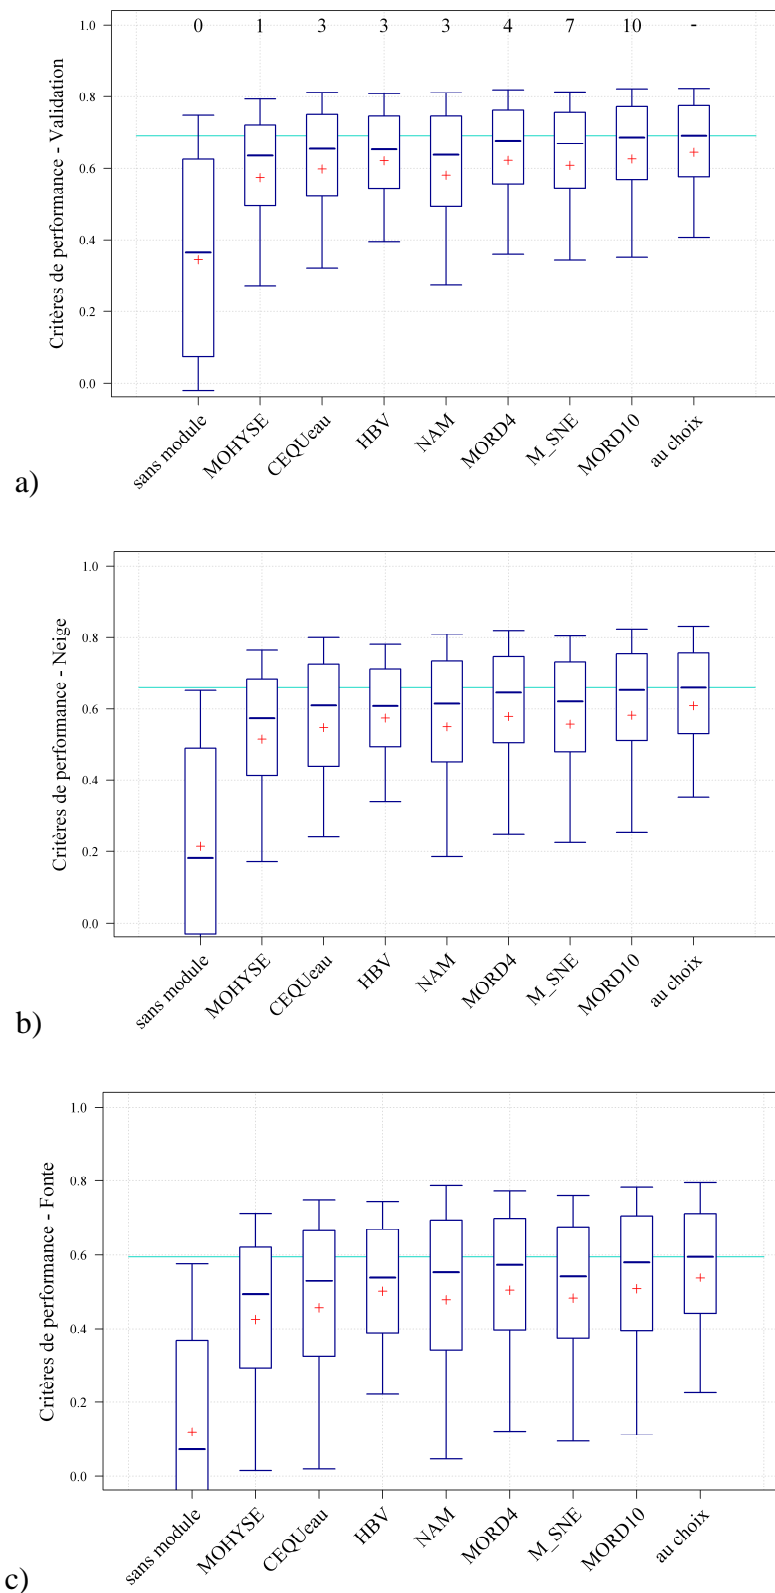 0 1 3 3 3 4 7 10 -
Critères de performance - Validation
1.0
0.8
0.6
0.4
0.2
0.0
sans module
MOHYSE
CEQUeau
HBV
NAM
MORD4
M_SNE
MORD10
au choix
a)
Critères de performance - Neige
1.0
0.8
0.6
0.4
0.2
0.0
sans module
MOHYSE
CEQUeau
HBV
NAM
MORD4
M_SNE
MORD10
au choix
b)
Critères de performance - Fonte
1.0
0.8
0.6
0.4
0.2
0.0
sans module
MOHYSE
CEQUeau
HBV
NAM
MORD4
M_SNE
MORD10
au choix
c)